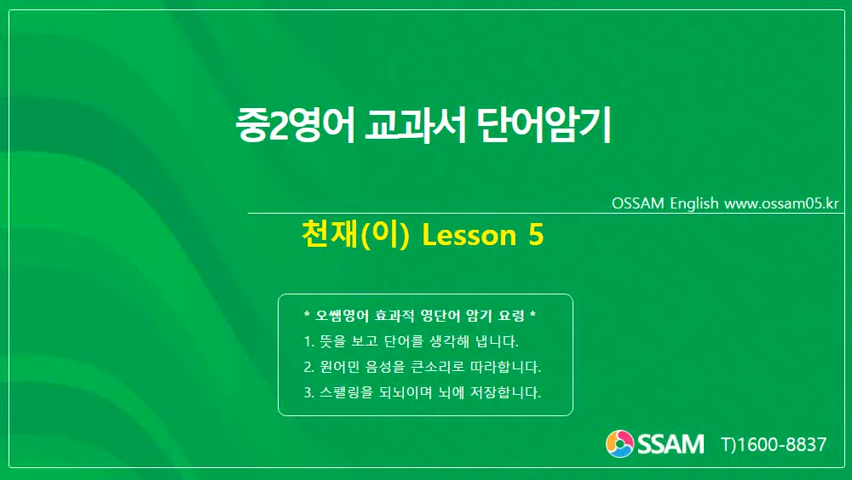 중2영어 교과서 단어암기
OSSAM English www.ossam05.kr
천재(이) Lesson 5
* 오쌤영어 효과적 영단어 암기 요령 *
1. 뜻을 보고 단어를 생각해 냅니다.
2. 원어민 음성을 큰소리로 따라합니다.
3. 스펠링을 되뇌이며 뇌에 저장합니다.
OSSAM T)1600-8837